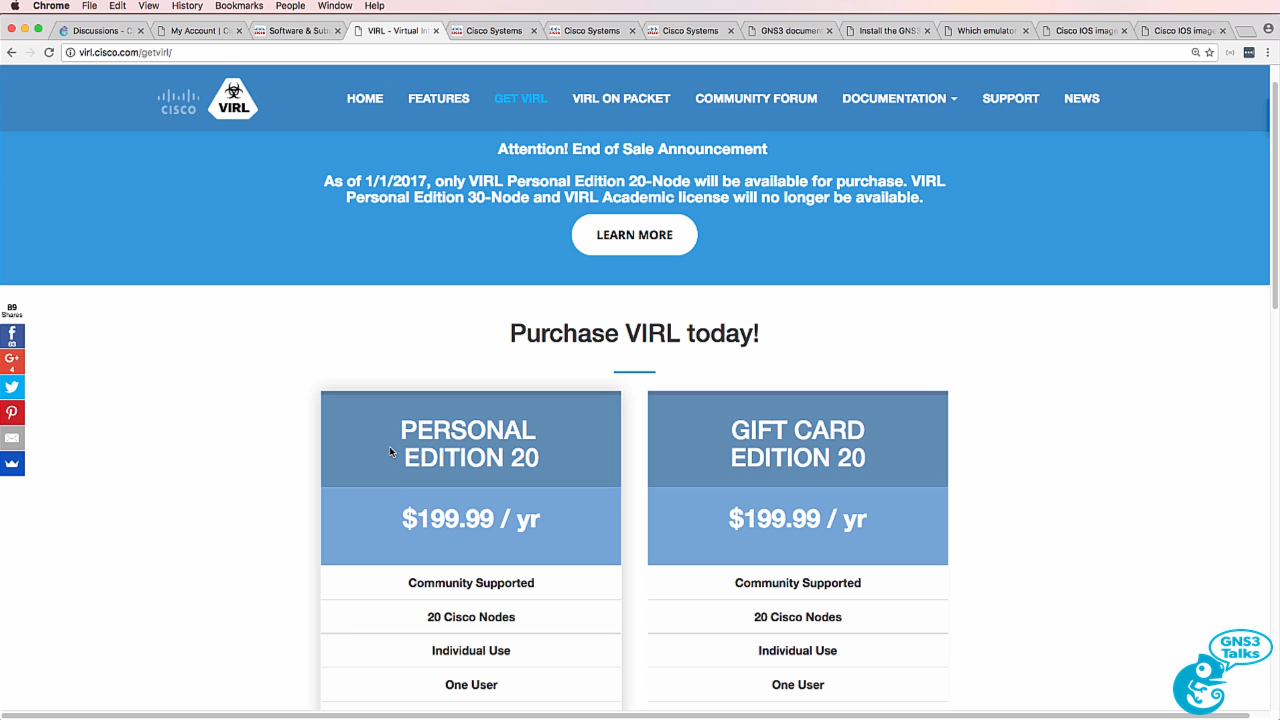 Chrome File Edit View History Bookmarks People Window Help
Discussions - C
My Account | C
Software & Sub
VIRL - Virtual In
Cisco Systems
Cisco Systems
Cisco Systems
GNS3 documen
Install the GNS3
Which emulator
Cisco IOS image
Cisco IOS image
virl.cisco.com/getvirl/
CISCO
VIRL
HOME FEATURES GET VIRL VIRL ON PACKET COMMUNITY FORUM DOCUMENTATION SUPPORT NEWS
Attention! End of Sale Announcement
As of 1/1/2017, only VIRL Personal Edition 20-Node will be available for purchase. VIRL
Personal Edition 30-Node and VIRL Academic license will no longer be available.
LEARN MORE
89
Shares
f
83
G+
4
Purchase VIRL today!
PERSONAL
EDITION 20
$199.99 / yr
Community Supported
20 Cisco Nodes
Individual Use
One User
GIFT CARD
EDITION 20
$199.99 / yr
Community Supported
20 Cisco Nodes
Individual Use
One User
GNS3
Talks